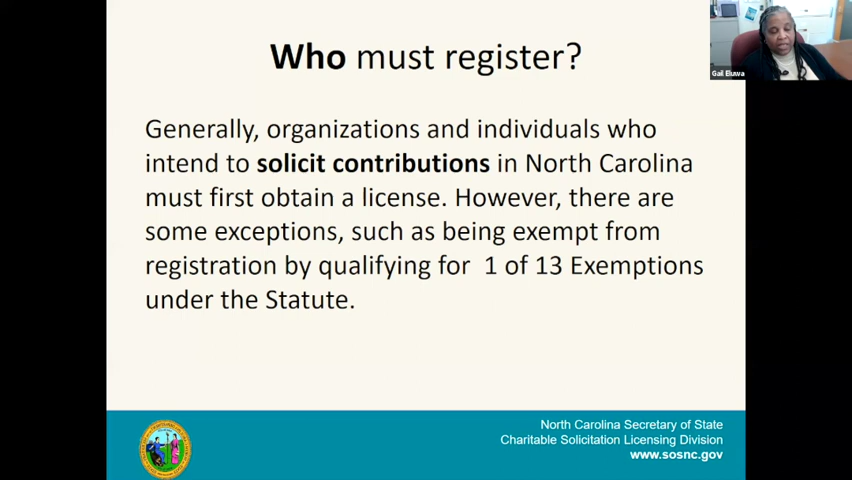 Who must register?
Generally, organizations and individuals who
intend to solicit contributions in North Carolina
must first obtain a license. However, there are
some exceptions, such as being exempt from
registration by qualifying for 1 of 13 Exemptions
under the Statute.
North Carolina Secretary of State
Charitable Solicitation Licensing Division
www.sosnc.gov